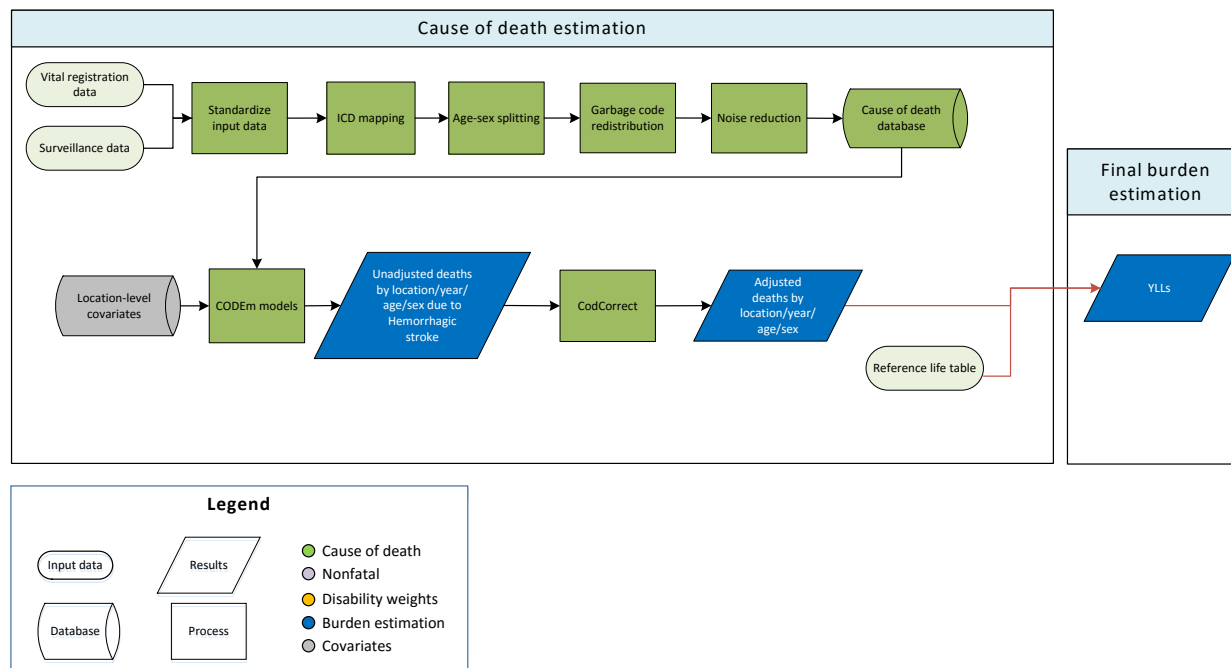 Cause of death estimation
Vital registration
data
Surveillance data
Standardize
input data
ICD mapping
Age-sex splitting
Garbage code
redistribution
Noise reduction
Cause of death
database
Final burden
estimation
Location-level
covariates
CODEm models
Unadjusted deaths
by location/year/
age/sex due to
Hemorrhagic
stroke
CodCorrect
Adjusted
deaths by
location/year/
age/sex
YLLs
Reference life table
Legend
Input data
Results
Database
Process
Cause of death
Nonfatal
Disability weights
Burden estimation
Covariates